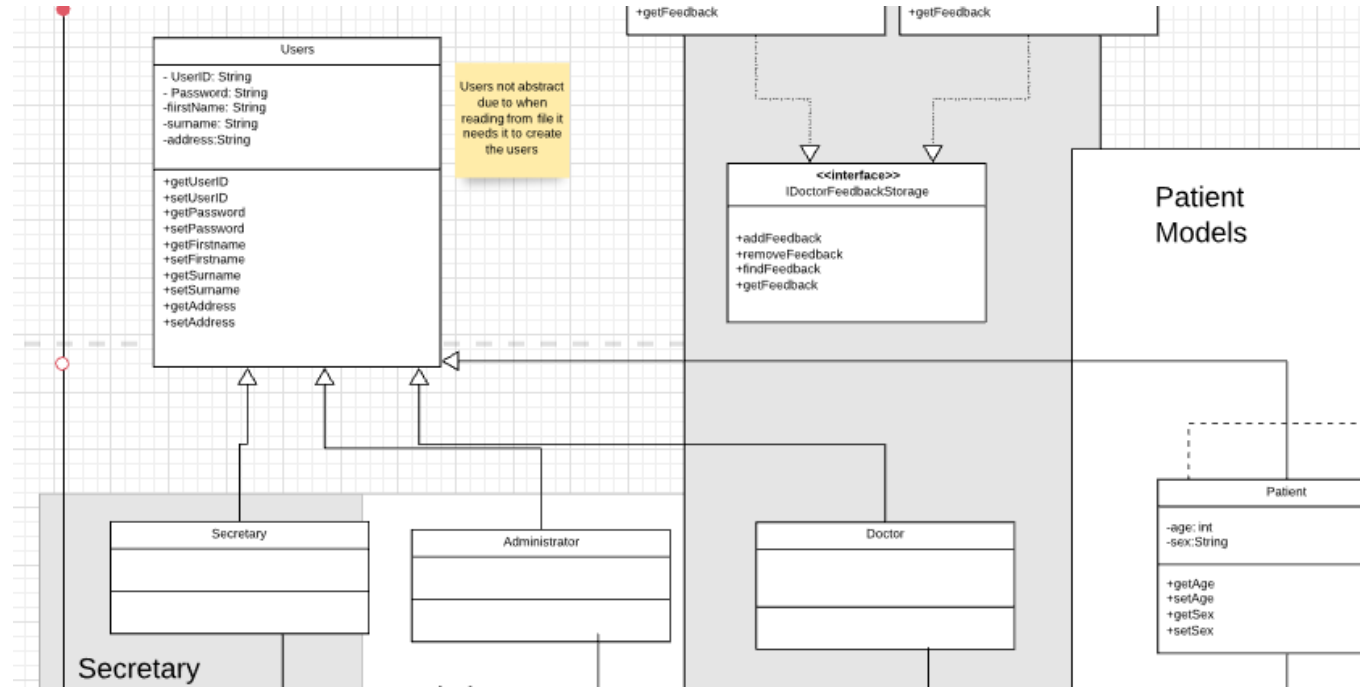 +getFeedback
+getFeedback
Users
- UserID: String
- Password: String
-fiirstName: String
-surname: String
-address:String
+getUserID
+setUserID
+getPassword
+setPassword
+getFirstname
+setFirstname
+getSurname
+setSurname
+getAddress
+setAddress
Users not abstract
due to when
reading from file it
needs it to create
the users
<<interface>>
IDoctorFeedbackStorage
+addFeedback
+removeFeedback
+findFeedback
+getFeedback
Patient
Models
Secretary
Administrator
Doctor
Patient
-age: int
-sex:String
+getAge
+setAge
+getSex
+setSex
Secretary